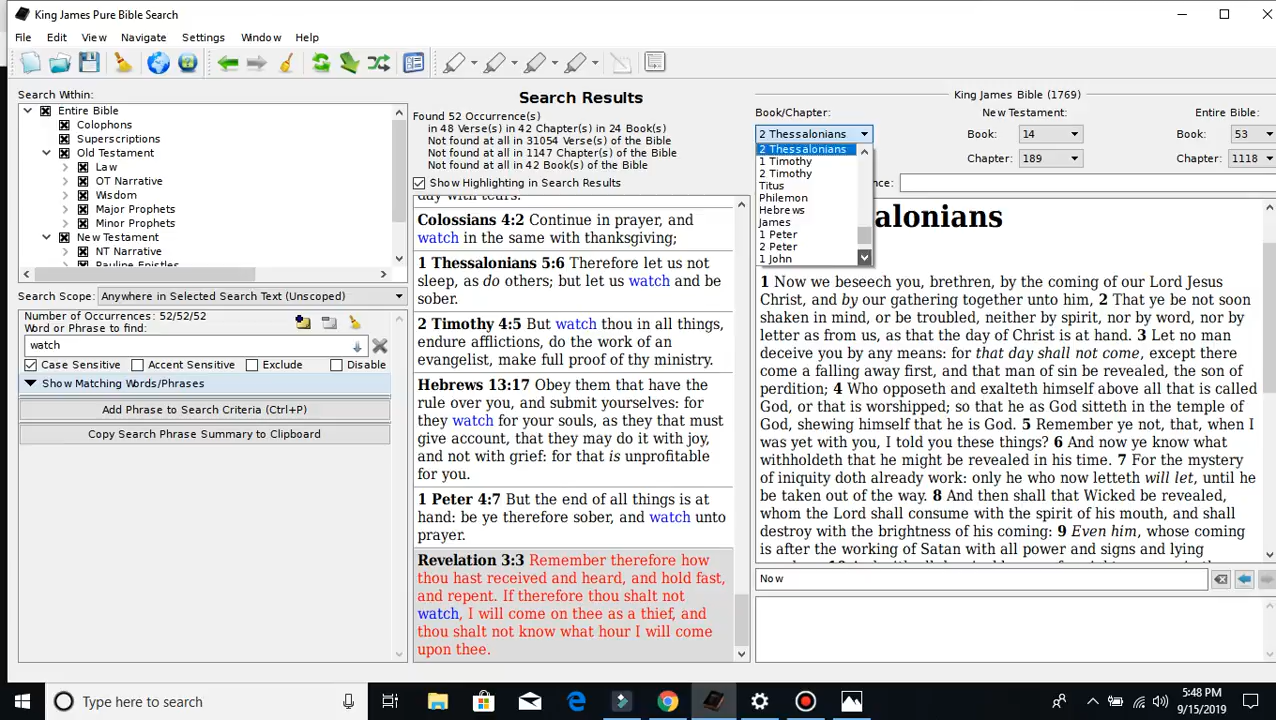 King James Pure Bible Search
File Edit View Navigate Settings Window Help
Search Within:
Entire Bible
Colophons
Superscriptions
Old Testament
Law
OT Narrative
Wisdom
Major Prophets
Minor Prophets
New Testament
NT Narrative
Pauline Epistles
Search Scope: Anywhere in Selected Search Text (Unscoped)
Number of Occurrences: 52/52/52
Word or Phrase to find:
watch
Case Sensitive Accent Sensitive Exclude Disable
Show Matching Words/Phrases
Add Phrase to Search Criteria (Ctrl+P)
Copy Search Phrase Summary to Clipboard
Search Results
Found 52 Occurrence(s)
in 48 Verse(s) in 42 Chapter(s) in 24 Book(s)
Not found at all in 31054 Verse(s) of the Bible
Not found at all in 1147 Chapter(s) of the Bible
Not found at all in 42 Book(s) of the Bible
Show Highlighting in Search Results
day with tears.
Colossians 4:2 Continue in prayer, and
watch in the same with thanksgiving;
1 Thessalonians 5:6 Therefore let us not
sleep, as do others; but let us watch and be
sober.
2 Timothy 4:5 But watch thou in all things,
endure afflictions, do the work of an
evangelist, make full proof of thy ministry.
Hebrews 13:17 Obey them that have the
rule over you, and submit yourselves: for
they watch for your souls, as they that must
give account, that they may do it with joy,
and not with grief: for that is unprofitable
for you.
1 Peter 4:7 But the end of all things is at
hand: be ye therefore sober, and watch unto
prayer.
Revelation 3:3 Remember therefore how
thou hast received and heard, and hold fast,
and repent. If therefore thou shalt not
watch, I will come on thee as a thief, and
thou shalt not know what hour I will come
upon thee.
King James Bible (1769)
Book/Chapter: New Testament: Entire Bible:
2 Thessalonians Book: 14 Book: 53
Chapter: 189 Chapter: 1118
2 Thessalonians
1 Timothy
2 Timothy
Titus
Philemon
Hebrews
James
1 Peter
2 Peter
1 John
nce:
alonians
1 Now we beseech you, brethren, by the coming of our Lord Jesus
Christ, and by our gathering together unto him, 2 That ye be not soon
shaken in mind, or be troubled, neither by spirit, nor by word, nor by
letter as from us, as that the day of Christ is at hand. 3 Let no man
deceive you by any means: for that day shall not come, except there
come a falling away first, and that man of sin be revealed, the son of
perdition; 4 Who opposeth and exalteth himself above all that is called
God, or that is worshipped; so that he as God sitteth in the temple of
God, shewing himself that he is God. 5 Remember ye not, that, when I
was yet with you, I told you these things? 6 And now ye know what
withholdeth that he might be revealed in his time. 7 For the mystery
of iniquity doth already work: only he who now letteth will let, until he
be taken out of the way. 8 And then shall that Wicked be revealed,
whom the Lord shall consume with the spirit of his mouth, and shall
destroy with the brightness of his coming: 9 Even him, whose coming
is after the working of Satan with all power and signs and lying
Now
Type here to search
3:48 PM
9/15/2019